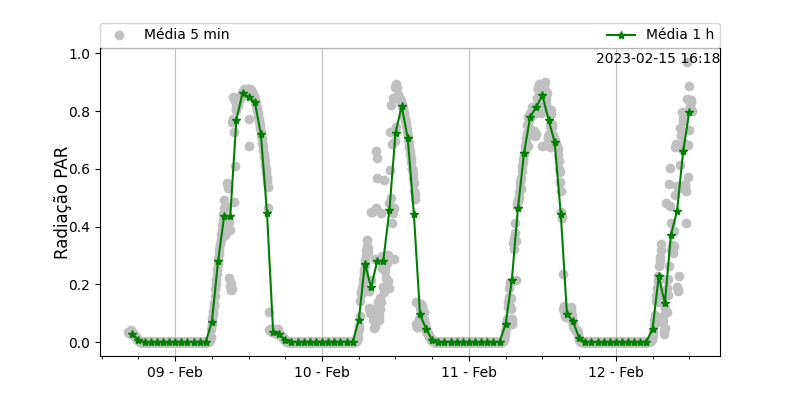 Média 5 min
Média 1 h
2023-02-15 16:18
Radiação PAR
1.0
0.8
0.6
0.4
0.2
0.0
09 - Feb
10 - Feb
11 - Feb
12 - Feb